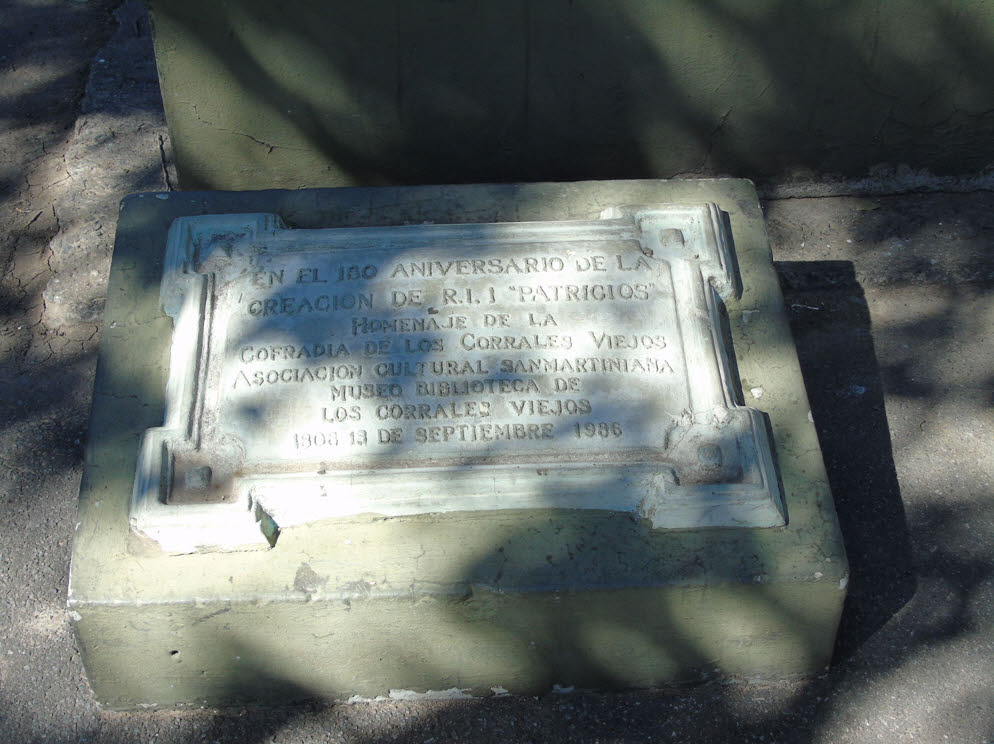 EN EL 180 ANIVERSARIO DE LA
CREACION DE R.I. 1 "PATRICIOS"
HOMENAJE DE LA
COFRADIA DE LOS CORRALES VIEJOS
ASOCIACION CULTURAL SANMARTINIANA
MUSEO BIBLIOTECA DE
LOS CORRALES VIEJOS
1806 13 DE SEPTIEMBRE 1986